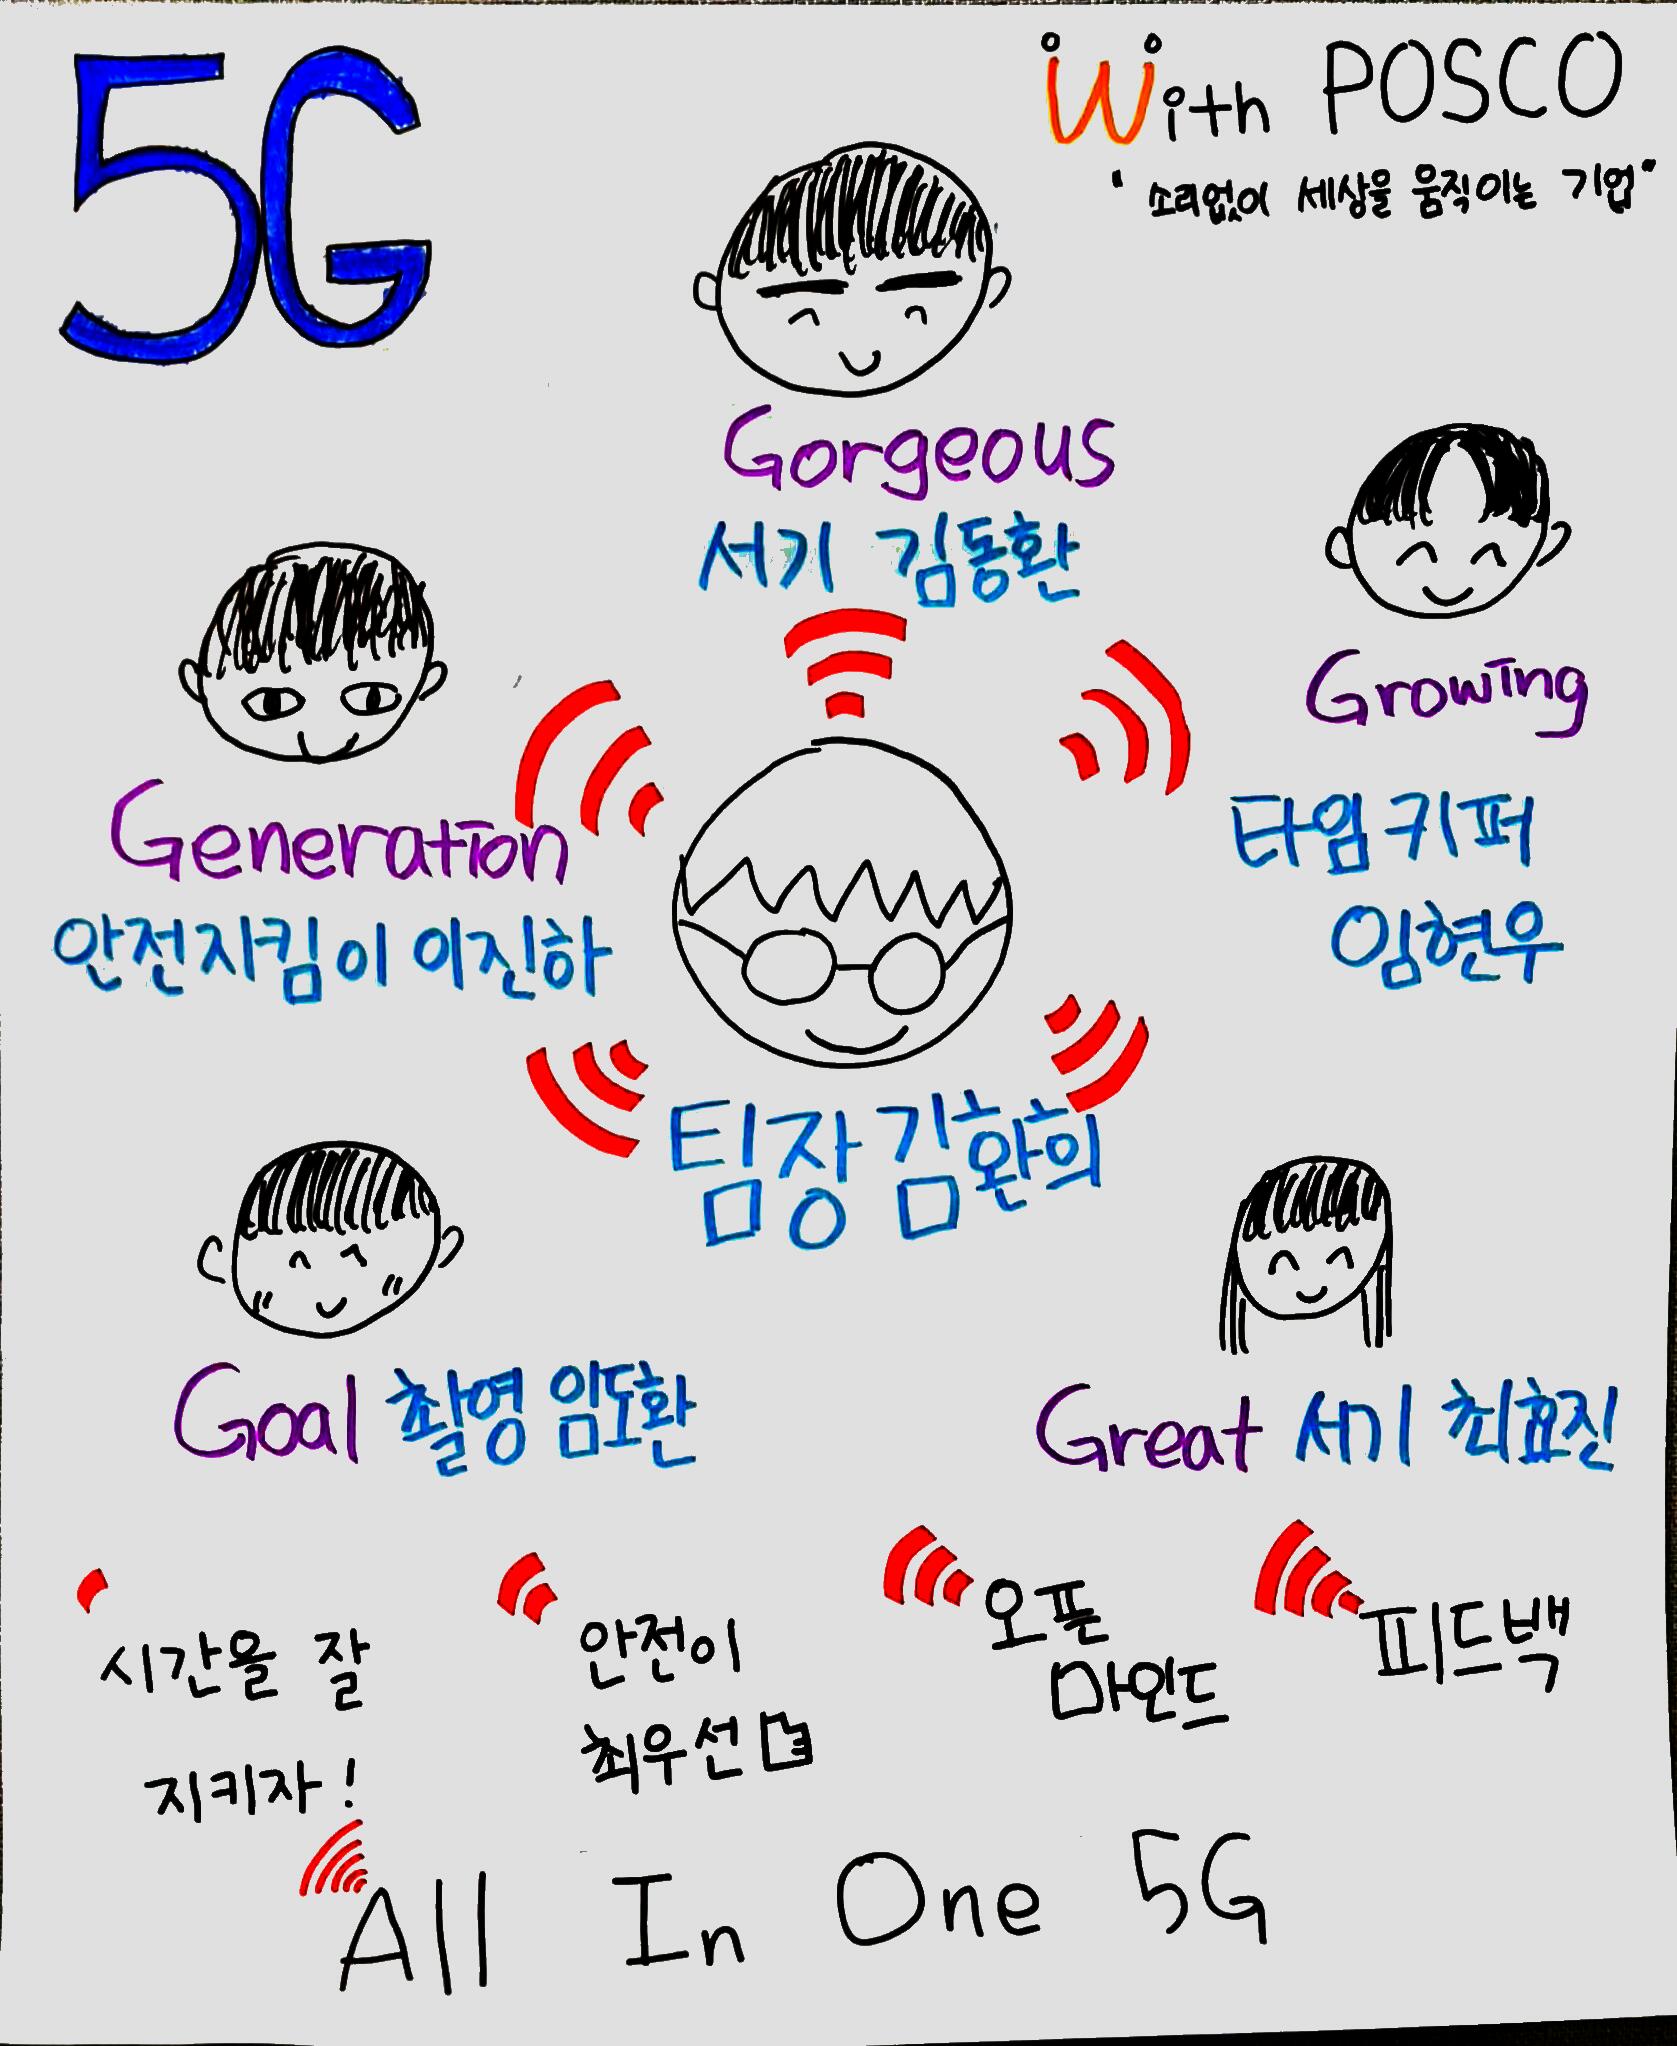 5G
With POSCO
"소리없이 세상을 움직이는 기업"
Gorgeous
서기 김동환
Growing
타임키퍼
임현우
Generation
안전지킴이 이진하
팀장 김환희
Goal 촬영 임도환
Great 서기 최효진
시간을 잘
지키자!
안전이
최우선
오픈
마인드
피드백
All In One 5G